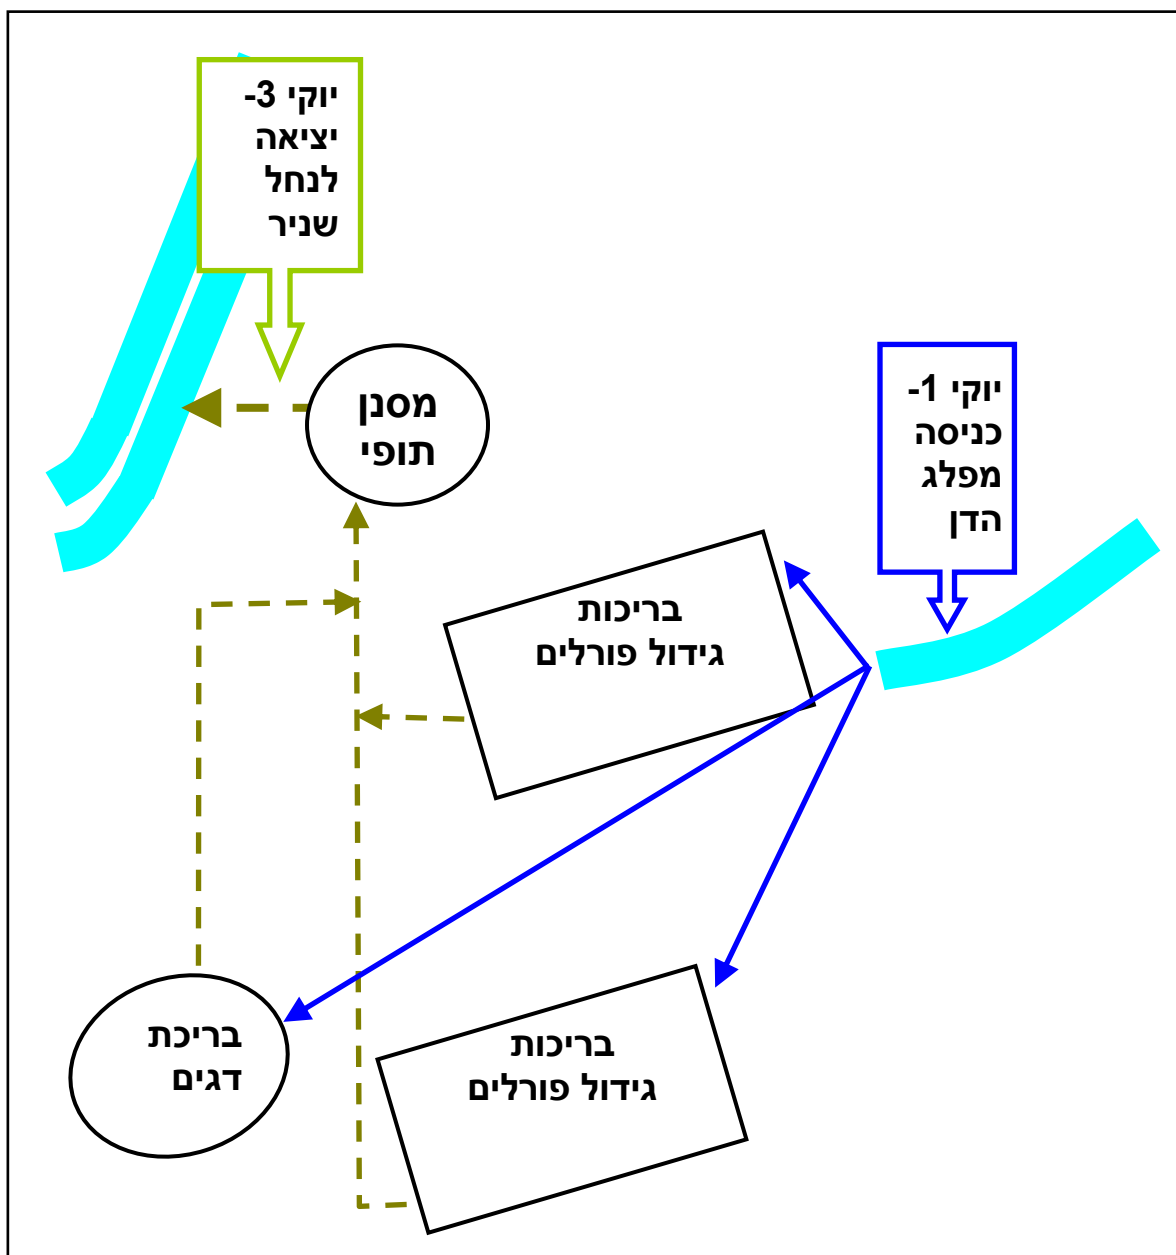 יוקי 3-
יציאה
לנחל
שניר
מסנן
תופי
יוקי 1-
כניסה
מפלג
הדן
בריכות
גידול פורלים
בריכת
דגים
בריכות
גידול פורלים